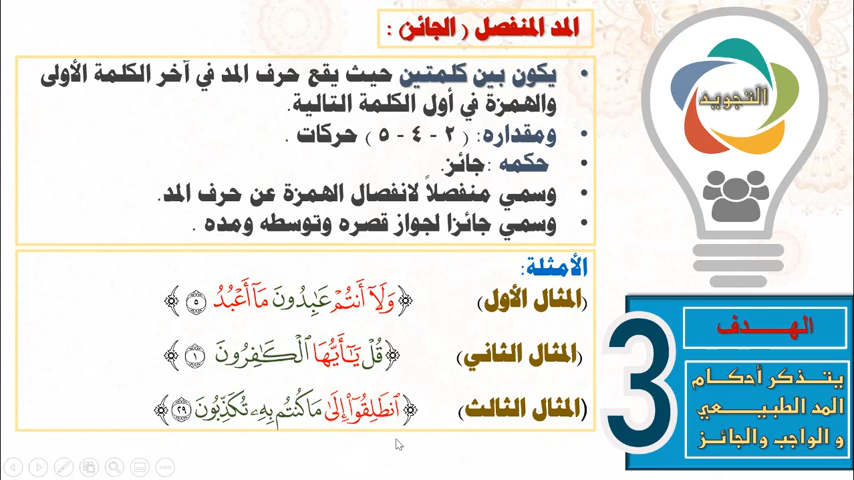 المد المنفصل ( الجائز) :
• يكون بين كلمتين حيث يقع حرف المد في آخر الكلمة الأولى
والهمزة في أول الكلمة التالية.
• ومقداره: ( ٢ - ٤ - ٥ ) حركات .
• حكمه :جائز.
• وسمي منفصلاً لانفصال الهمزة عن حرف المد.
• وسمي جائزا لجواز قصره وتوسطه ومده .
الأمثلة:
(المثال الأول) ﴿وَلَآ أَنتُمْ عَٰبِدُونَ مَآ أَعْبُدُ ٥﴾
(المثال الثاني) ﴿قُلْ يَٰٓأَيُّهَا ٱلْكَٰفِرُونَ ١﴾
(المثال الثالث) ﴿ٱنطَلِقُوٓا۟ إِلَىٰ مَا كُنتُم بِهِۦ تُكَذِّبُونَ ٢٩﴾
التجويد
3
الهــدف
يتذكر أحكام
المد الطبيعي
و الواجب والجائز